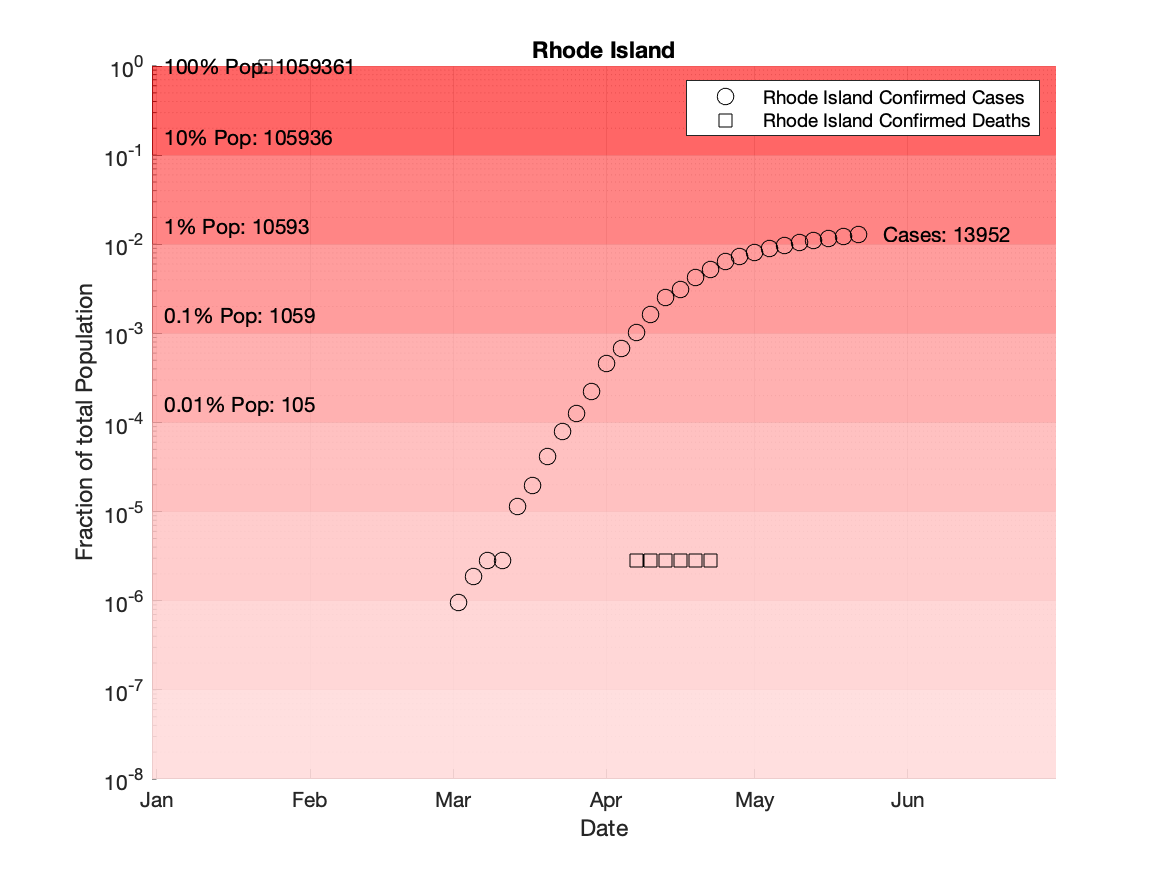 Rhode Island
10^0
100% Pop: 1059361
Rhode Island Confirmed Cases
Rhode Island Confirmed Deaths
10% Pop: 105936
10^-1
1% Pop: 10593
10^-2
Cases: 13952
0.1% Pop: 1059
10^-3
0.01% Pop: 105
10^-4
10^-5
10^-6
10^-7
10^-8
Fraction of total Population
Jan Feb Mar Apr May Jun
Date